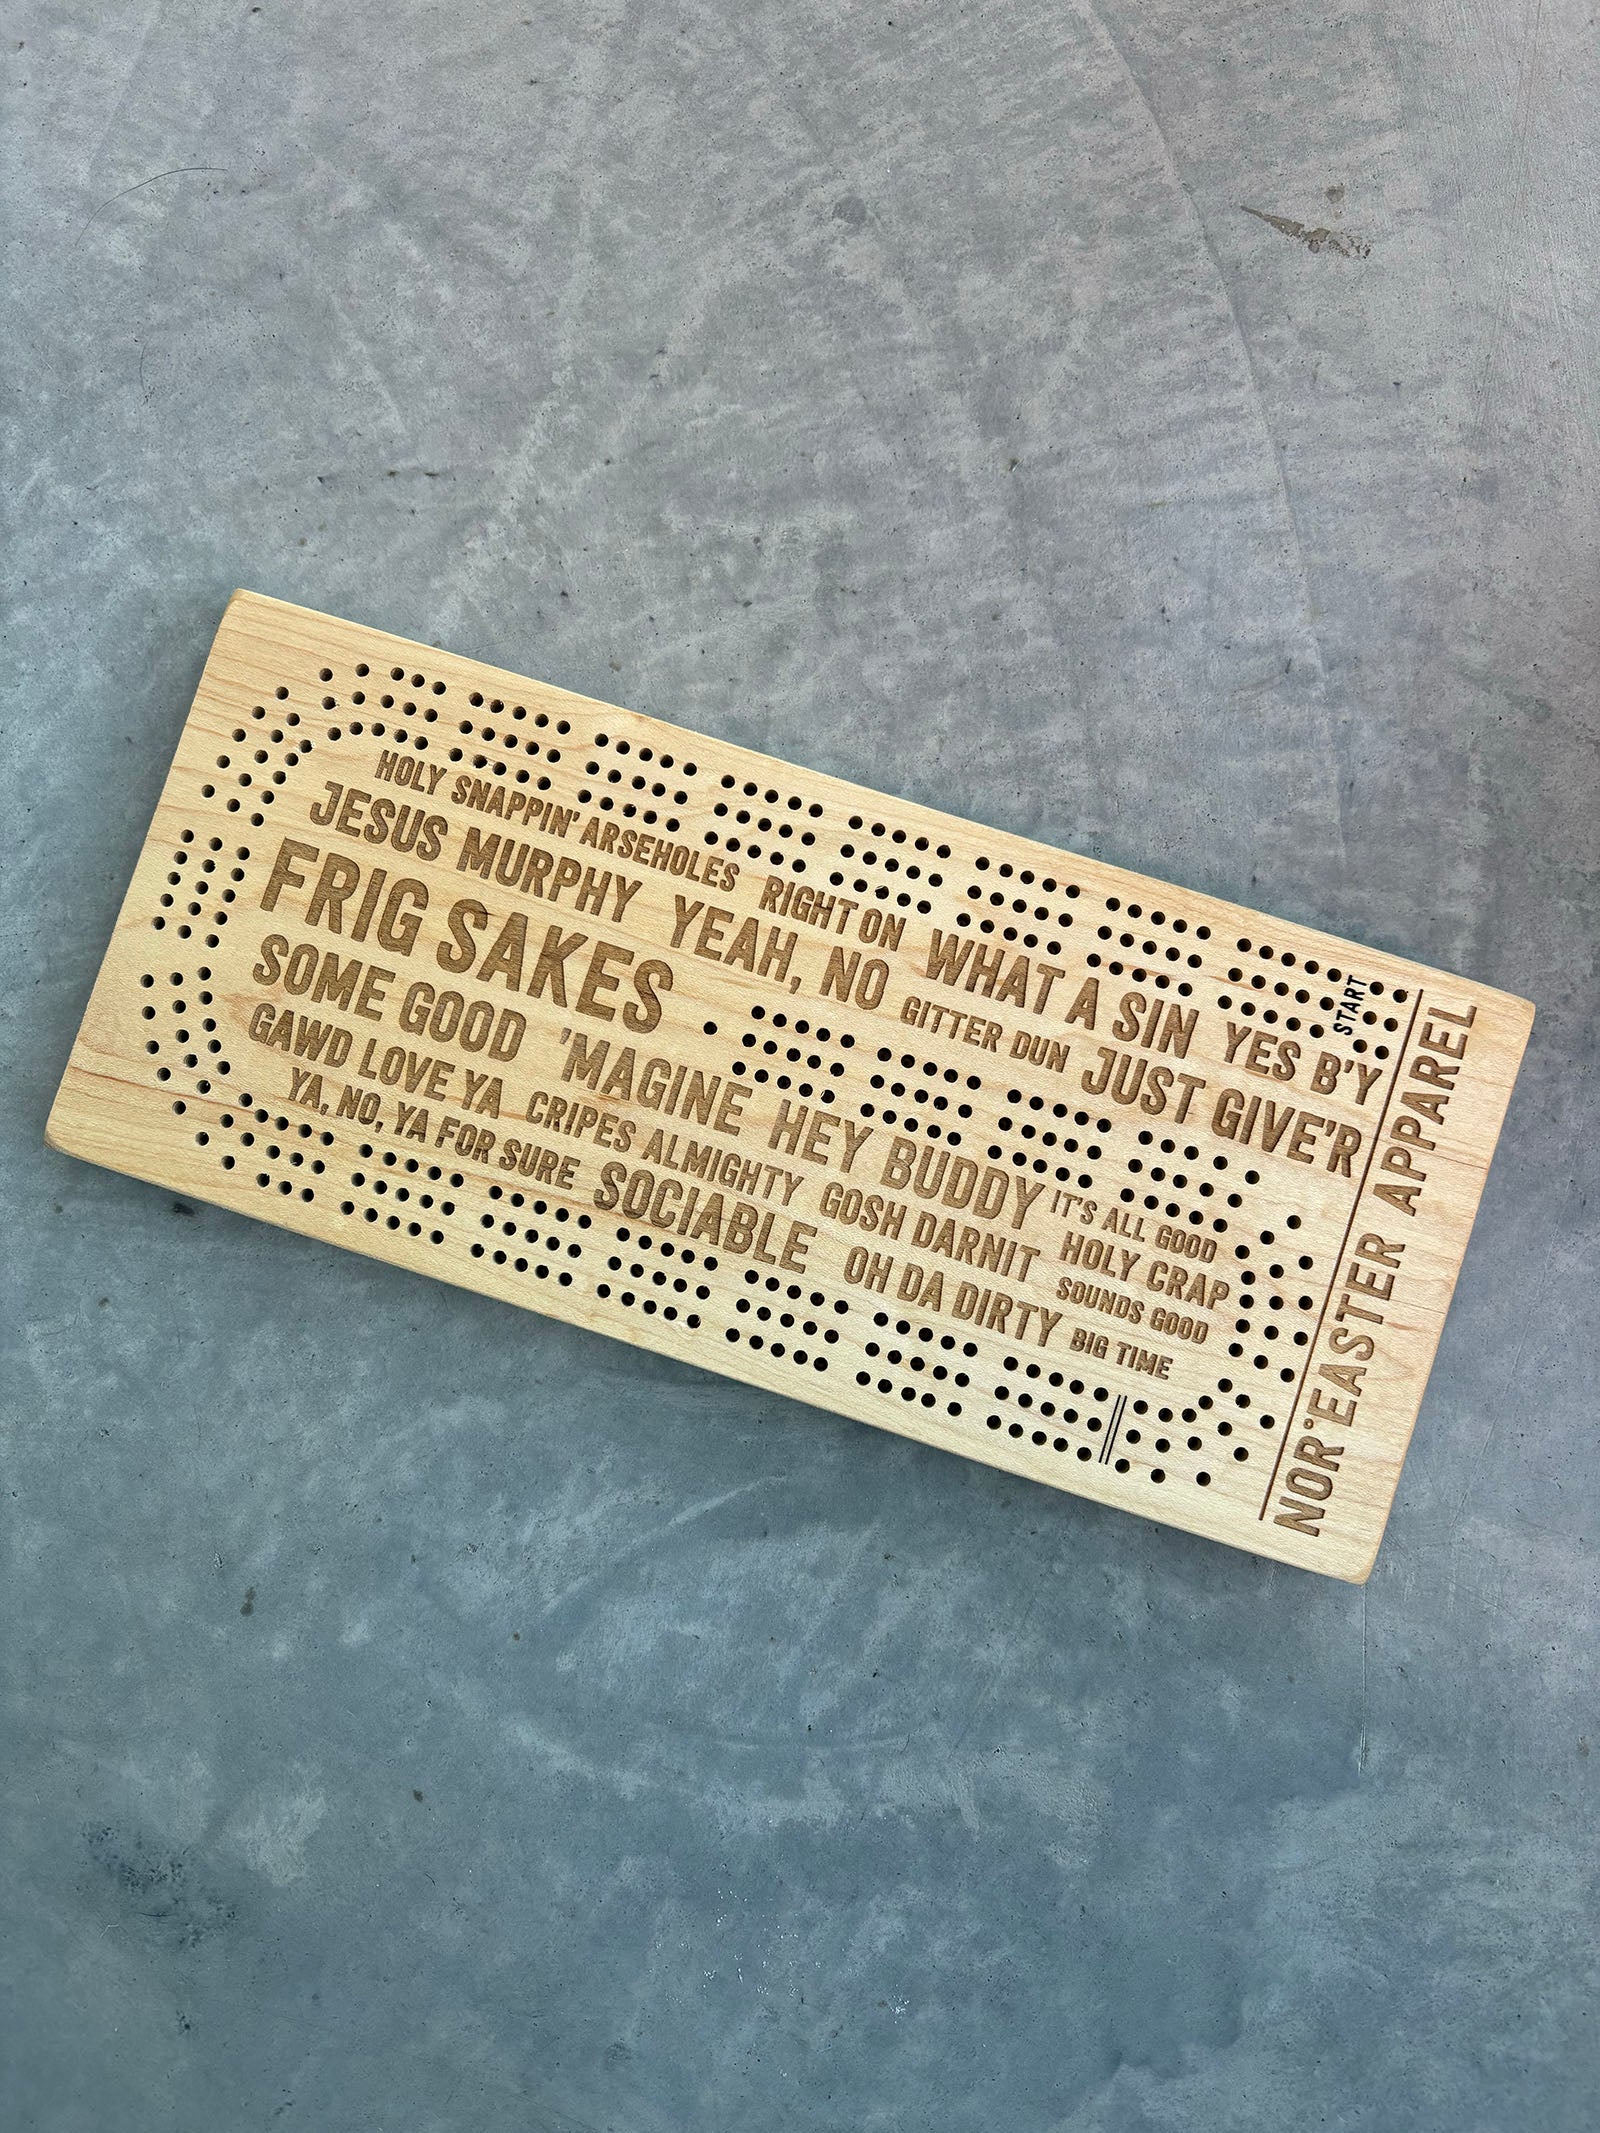 HOLY SNAPPIN' ARSEHOLES
RIGHT ON
WHAT A SIN
YES B'Y
JESUS MURPHY
YEAH, NO
GITTER DUN
JUST GIVE'R
FRIG SAKES
SOME GOOD
'MAGINE
HEY BUDDY
IT'S ALL GOOD
GAWD LOVE YA
CRIPES ALMIGHTY
GOSH DARNIT
HOLY CRAP
SOUNDS GOOD
YA, NO, YA FOR SURE
SOCIABLE
OH DA DIRTY
BIG TIME
START
NOR'EASTER APPAREL